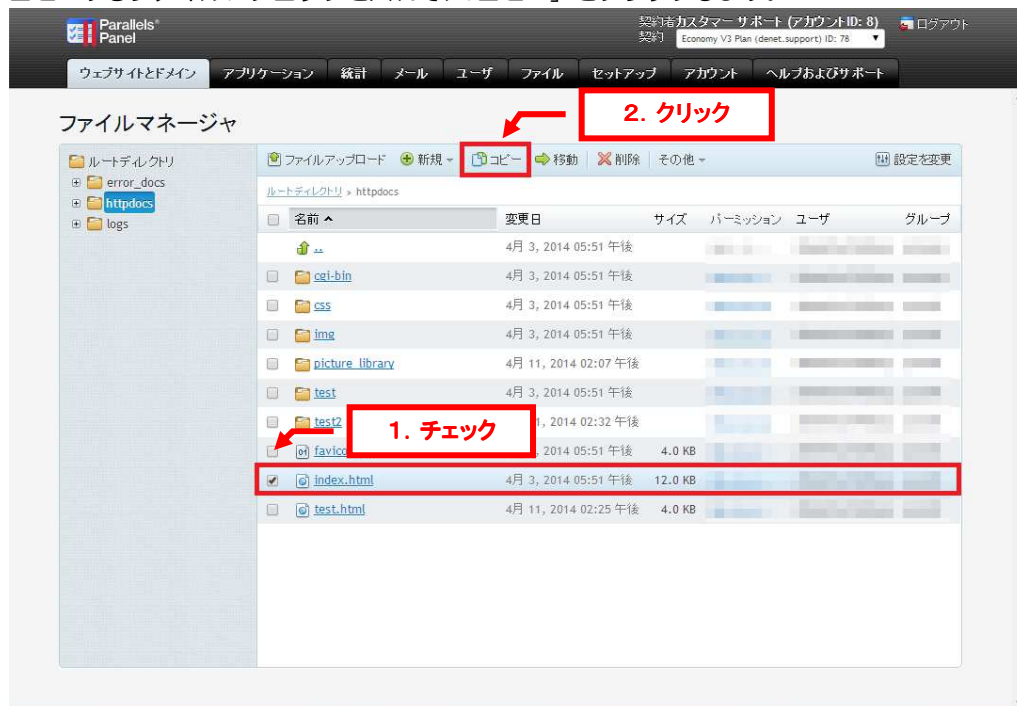 Parallels®
Panel
契約者カスタマー サポート (アカウントID: 8)
ログアウト
契約 Economy V3 Plan (denet.support) ID: 78
ウェブサイトとドメイン アプリケーション 統計 メール ユーザ ファイル セットアップ アカウント ヘルプおよびサポート
2. クリック
ファイルマネージャ
ルートディレクトリ
error_docs
httpdocs
logs
ファイルアップロード 新規 コピー 移動 削除 その他 設定を変更
ルートディレクトリ » httpdocs
名前 変更日 サイズ パーミッション ユーザ グループ
.. 4月 3, 2014 05:51 午後
cgi-bin 4月 3, 2014 05:51 午後
css 4月 3, 2014 05:51 午後
img 4月 3, 2014 05:51 午後
picture_library 4月 11, 2014 02:07 午後
test 4月 3, 2014 05:51 午後
test2 1, 2014 02:32 午後
1. チェック
favico , 2014 05:51 午後 4.0 KB
index.html 4月 3, 2014 05:51 午後 12.0 KB
test.html 4月 11, 2014 02:25 午後 4.0 KB